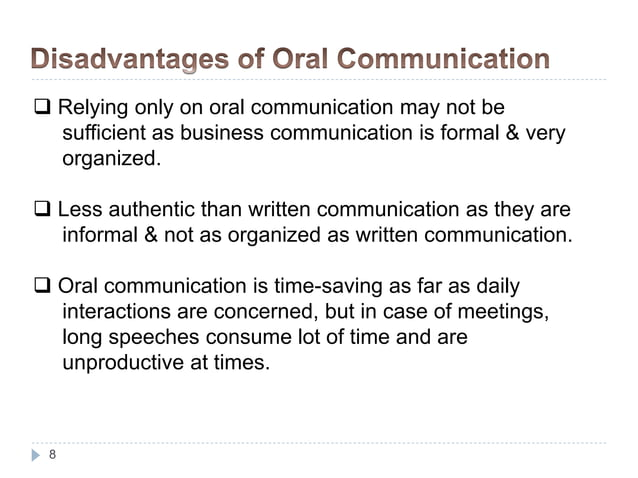 Disadvantages of Oral Communication
❑ Relying only on oral communication may not be
sufficient as business communication is formal & very
organized.
❑ Less authentic than written communication as they are
informal & not as organized as written communication.
❑ Oral communication is time-saving as far as daily
interactions are concerned, but in case of meetings,
long speeches consume lot of time and are
unproductive at times.
8